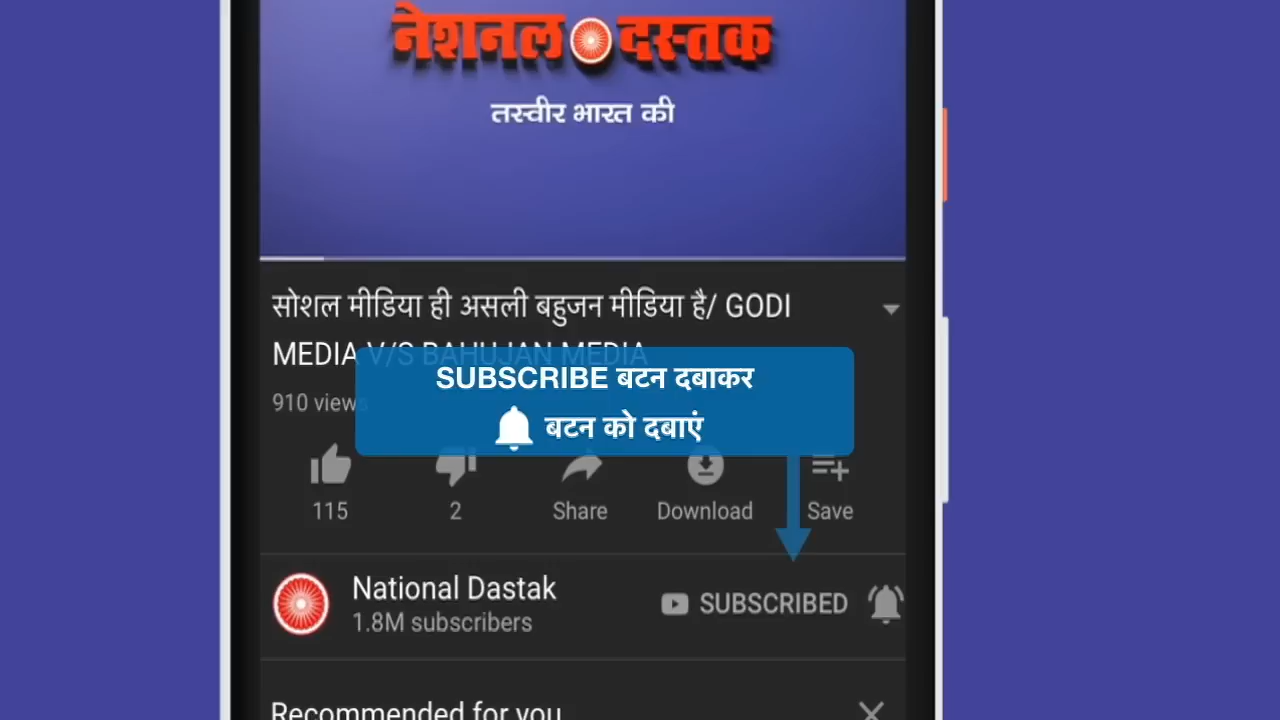 नेशनल दस्तक
तस्वीर भारत की
सोशल मीडिया ही असली बहुजन मीडिया है/ GODI
MEDIA V/S BAHUJAN MEDIA
SUBSCRIBE बटन दबाकर
बटन को दबाएं
910 views
115
2
Share
Download
Save
National Dastak
1.8M subscribers
SUBSCRIBED
Recommended for you